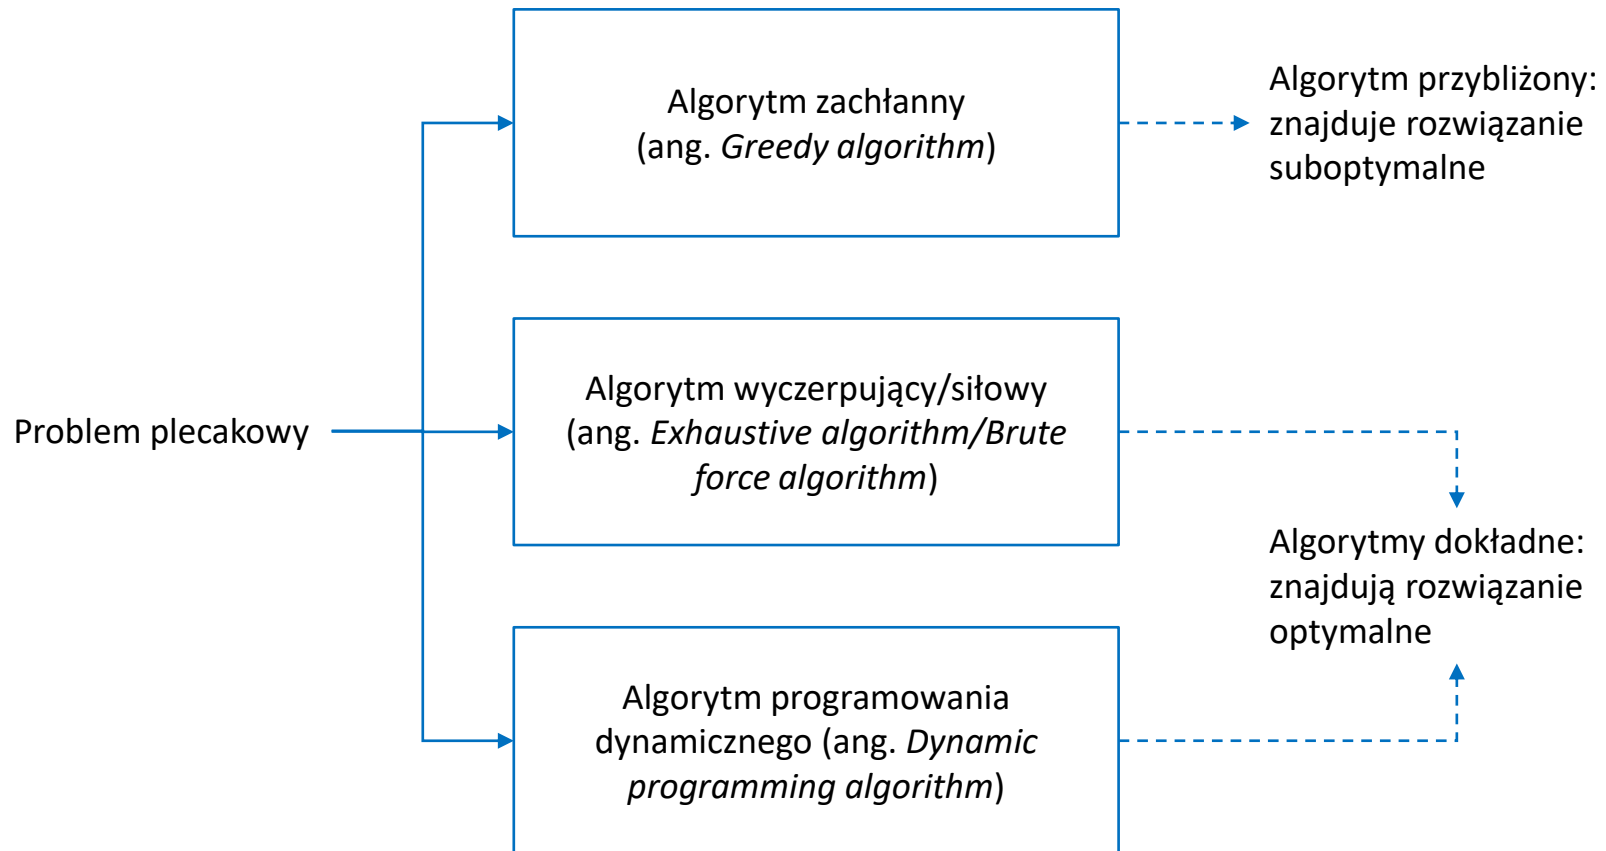 Algorytm zachłanny
(ang. Greedy algorithm)
Algorytm przybliżony:
znajduje rozwiązanie
suboptymalne
Problem plecakowy
Algorytm wyczerpujący/siłowy
(ang. Exhaustive algorithm/Brute
force algorithm)
Algorytmy dokładne:
znajdują rozwiązanie
optymalne
Algorytm programowania
dynamicznego (ang. Dynamic
programming algorithm)